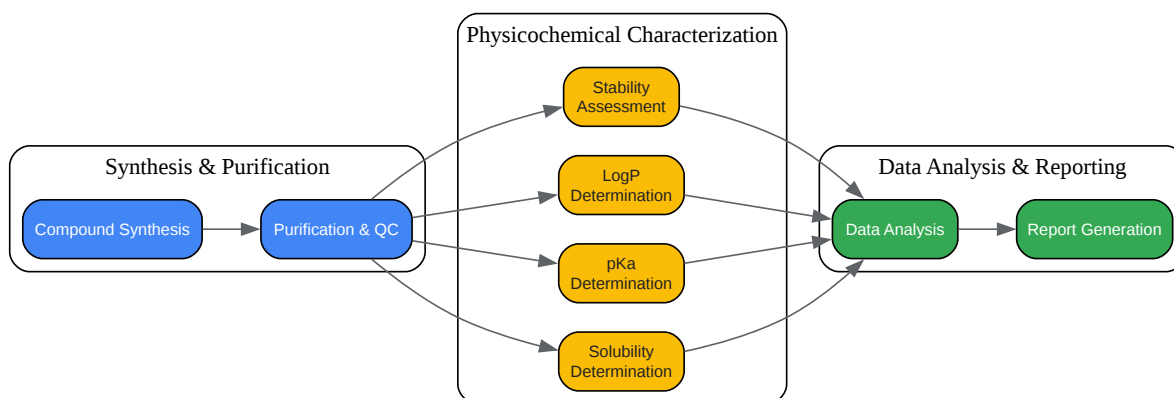 Physicochemical Characterization
Stability
Assessment
Synthesis & Purification
LogP
Determination
Data Analysis & Reporting
Compound Synthesis
Purification & QC
Data Analysis
Report Generation
pKa
Determination
Solubility
Determination